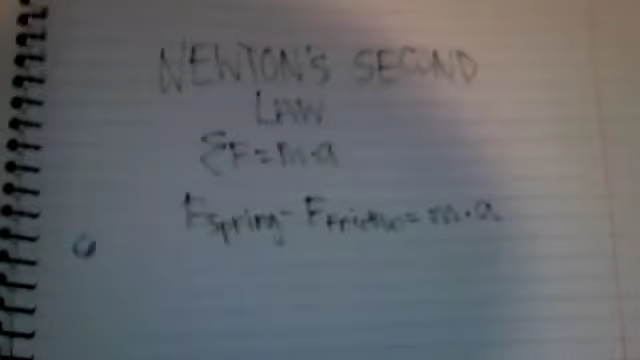 NEWTON'S SECOND
LAW
ΣF = m·a
Fspring - Ffriction = m·a